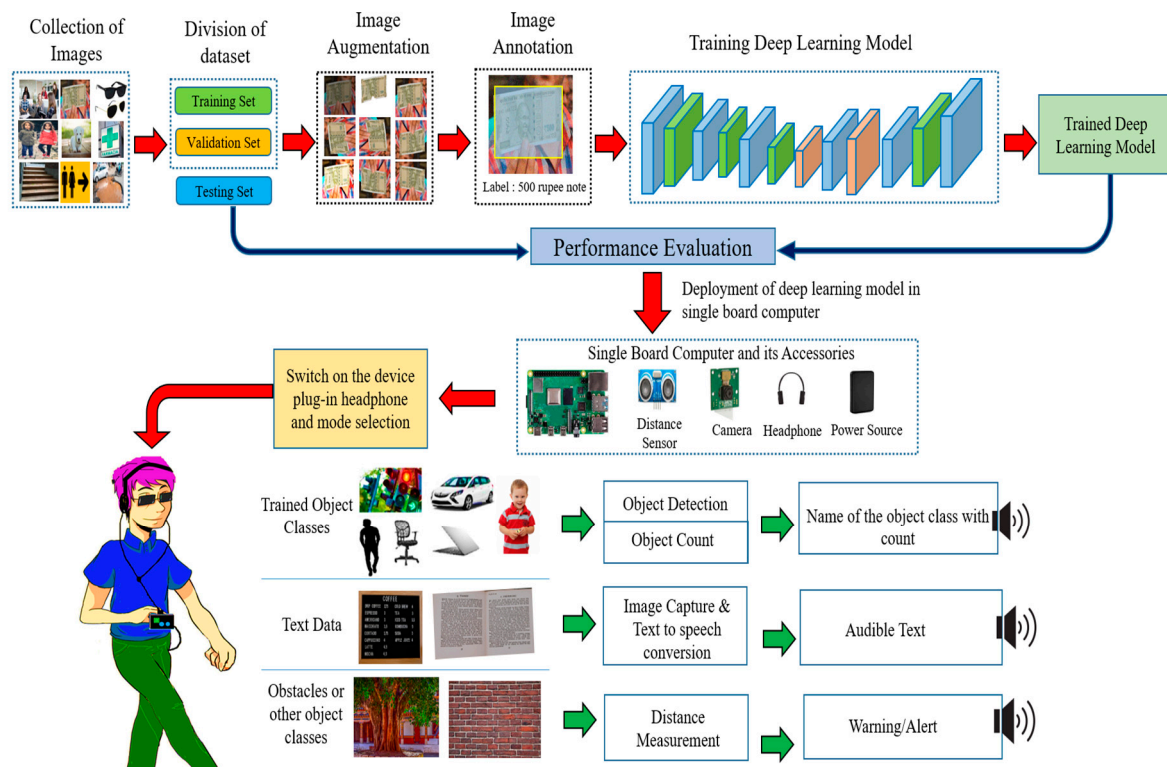 Collection of
Images
Division of
dataset
Training Set
Validation Set
Testing Set
Image
Augmentation
Image
Annotation
Label : 500 rupee note
Training Deep Learning Model
Trained Deep
Learning Model
Performance Evaluation
Deployment of deep learning model in
single board computer
Single Board Computer and its Accessories
Distance
Sensor
Camera
Headphone
Power Source
Switch on the device
plug-in headphone
and mode selection
Trained Object
Classes
Object Detection
Object Count
Name of the object class with
count
Text Data
COFFEE
Image Capture &
Text to speech
conversion
Audible Text
Obstacles or
other object
classes
Distance
Measurement
Warning/Alert